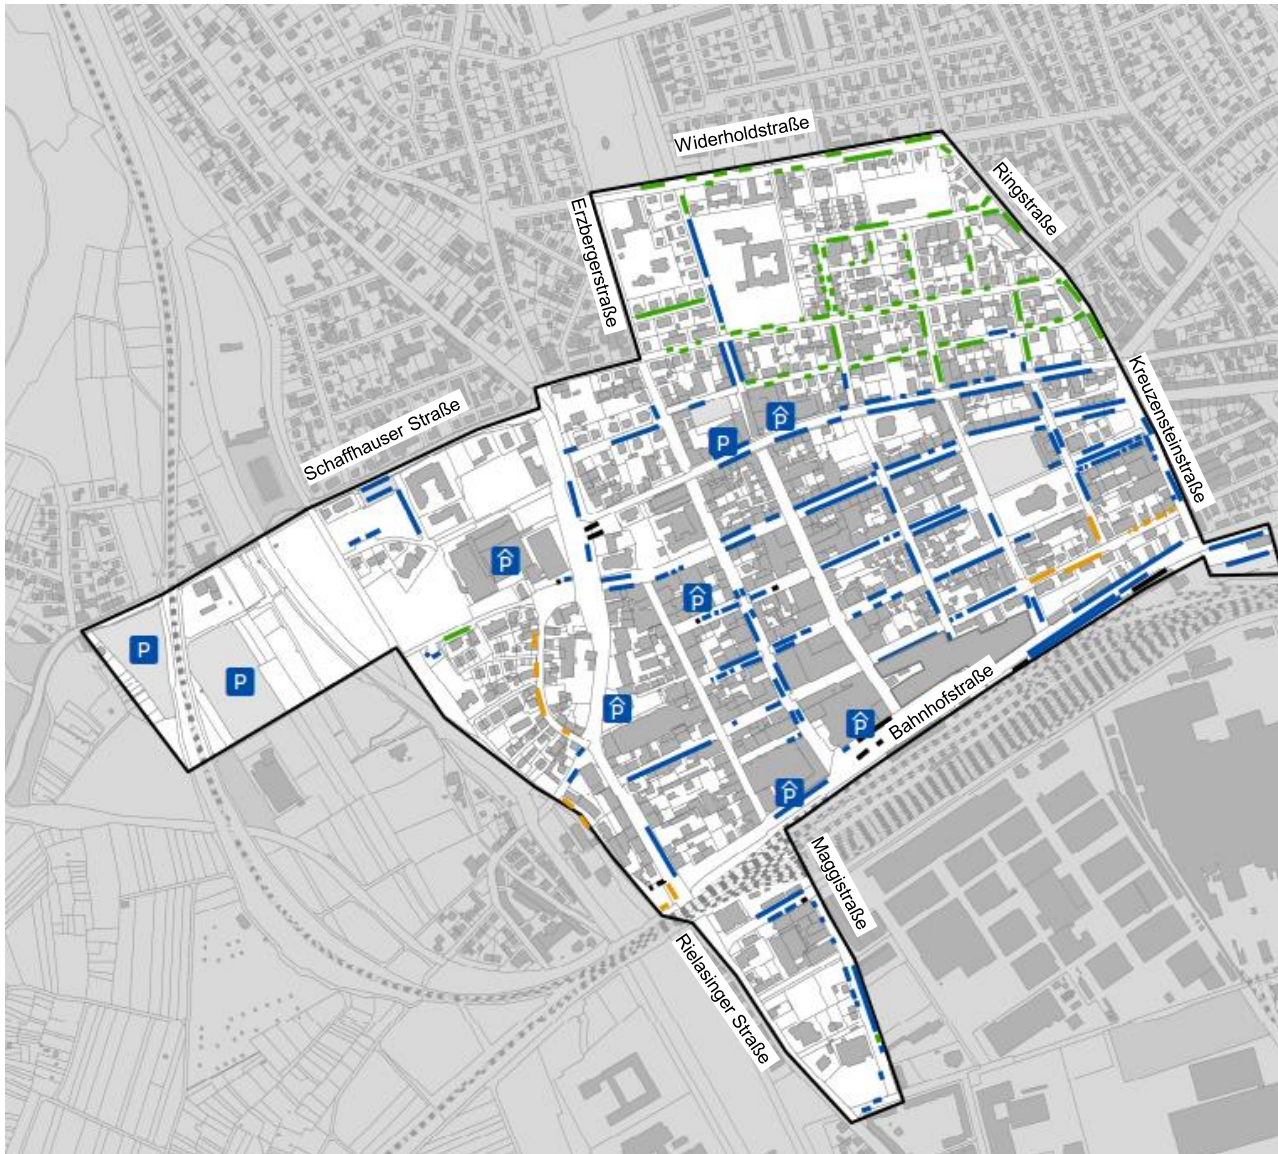 Widerholdstraße
Ringstraße
Erzbergerstraße
Kreuzensteinstraße
Schaffhauser Straße
P
P
P
P
P
P
P
Bahnhofstraße
P
P
Maggistraße
Rielasinger Straße